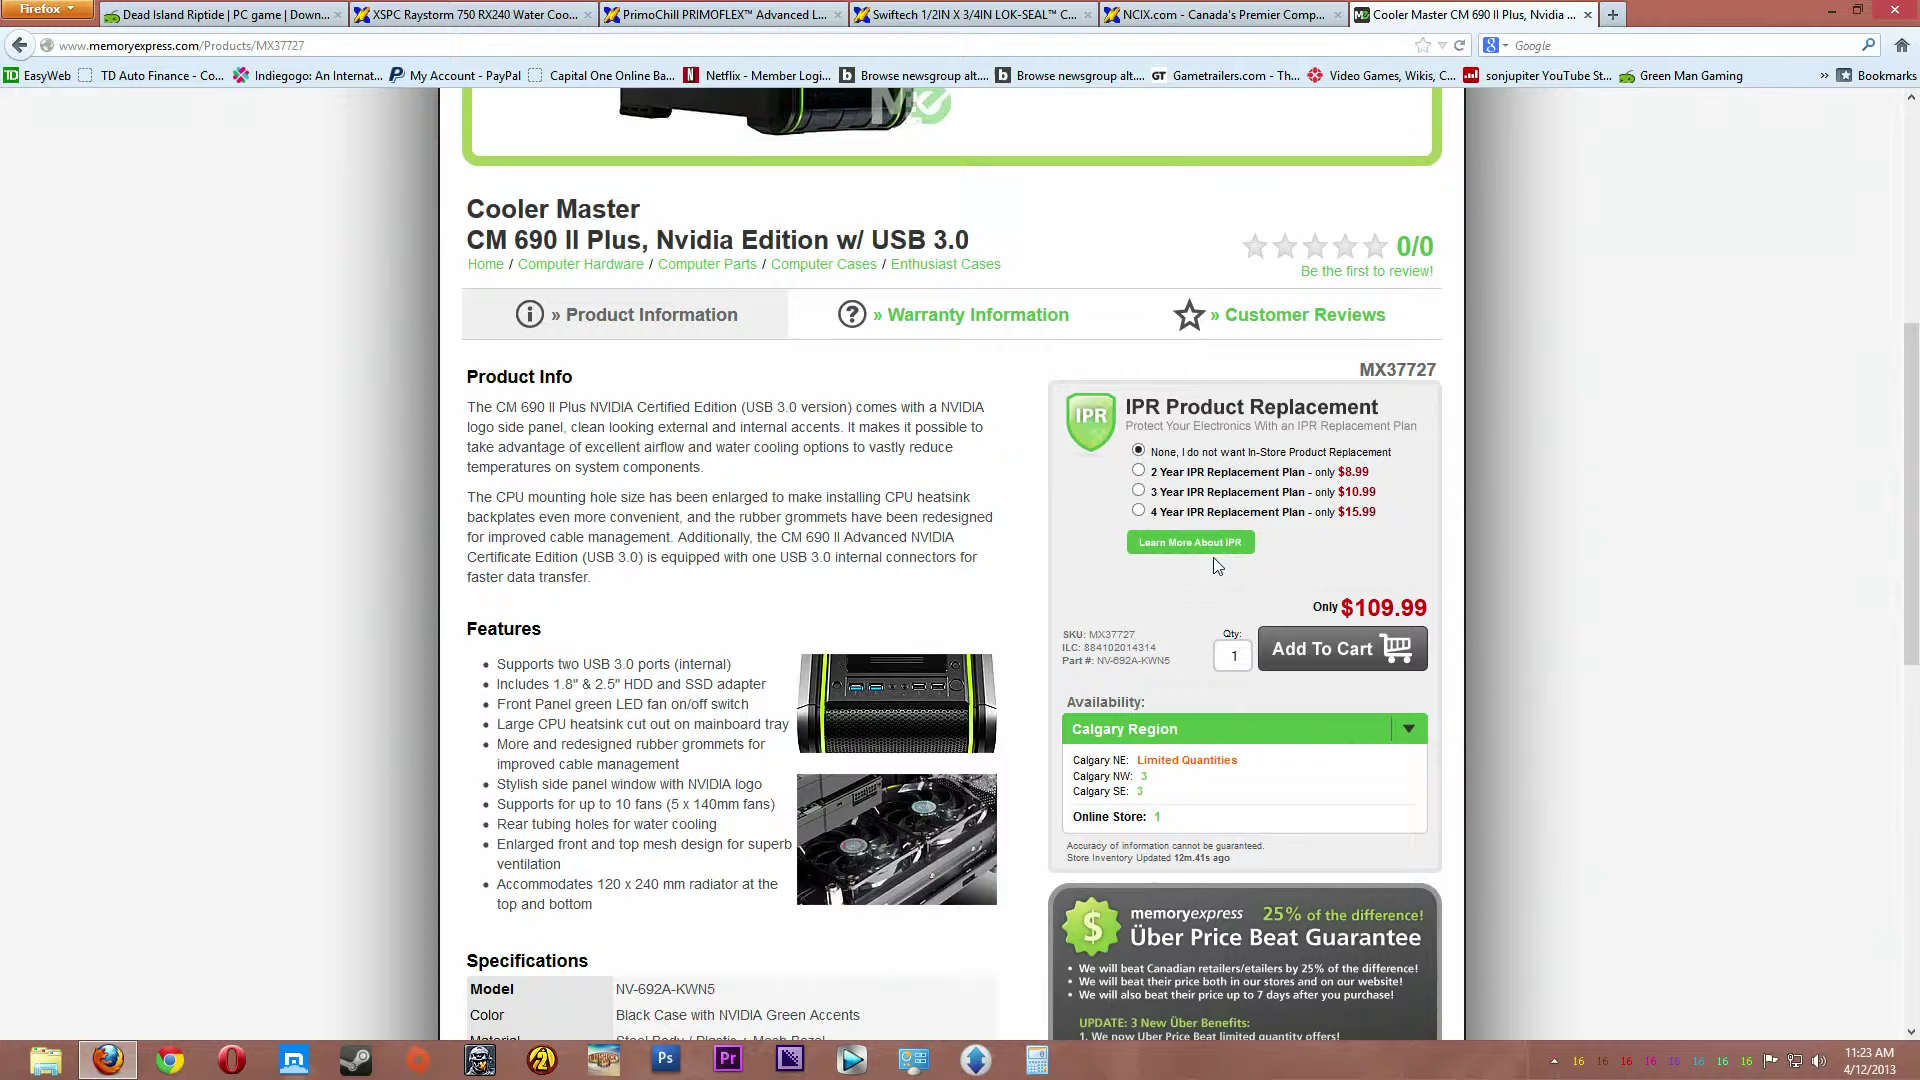 Firefox
Dead Island Riptide | PC game | Down...
XSPC Raystorm 750 RX240 Water Coo...
PrimoChill PRIMOFLEX™ Advanced L...
Swiftech 1/2IN X 3/4IN LOK-SEAL™ C...
NCIX.com - Canada's Premier Comp...
Cooler Master CM 690 II Plus, Nvidia ...
www.memoryexpress.com/Products/MX37727
Google
EasyWeb
TD Auto Finance - Co...
Indiegogo: An Internat...
My Account - PayPal
Capital One Online Ba...
Netflix - Member Logi...
Browse newsgroup alt....
Browse newsgroup alt....
GT Gametrailers.com - Th...
Video Games, Wikis, C...
sonjupiter YouTube St...
Green Man Gaming
»
Bookmarks
Cooler Master
CM 690 II Plus, Nvidia Edition w/ USB 3.0
Home / Computer Hardware / Computer Parts / Computer Cases / Enthusiast Cases
0/0
Be the first to review!
» Product Information
» Warranty Information
» Customer Reviews
Product Info
The CM 690 II Plus NVIDIA Certified Edition (USB 3.0 version) comes with a NVIDIA
logo side panel, clean looking external and internal accents. It makes it possible to
take advantage of excellent airflow and water cooling options to vastly reduce
temperatures on system components.
The CPU mounting hole size has been enlarged to make installing CPU heatsink
backplates even more convenient, and the rubber grommets have been redesigned
for improved cable management. Additionally, the CM 690 II Advanced NVIDIA
Certificate Edition (USB 3.0) is equipped with one USB 3.0 internal connectors for
faster data transfer.
Features
Supports two USB 3.0 ports (internal)
Includes 1.8" & 2.5" HDD and SSD adapter
Front Panel green LED fan on/off switch
Large CPU heatsink cut out on mainboard tray
More and redesigned rubber grommets for
improved cable management
Stylish side panel window with NVIDIA logo
Supports for up to 10 fans (5 x 140mm fans)
Rear tubing holes for water cooling
Enlarged front and top mesh design for superb
ventilation
Accommodates 120 x 240 mm radiator at the
top and bottom
Specifications
Model NV-692A-KWN5
Color Black Case with NVIDIA Green Accents
Material Steel Body / Plastic + Mesh Bezel
MX37727
IPR
IPR Product Replacement
Protect Your Electronics With an IPR Replacement Plan
None, I do not want In-Store Product Replacement
2 Year IPR Replacement Plan - only $8.99
3 Year IPR Replacement Plan - only $10.99
4 Year IPR Replacement Plan - only $15.99
Learn More About IPR
Only $109.99
SKU: MX37727
ILC: 884102014314
Part #: NV-692A-KWN5
Qty:
1
Add To Cart
Availability:
Calgary Region
Calgary NE: Limited Quantities
Calgary NW: 3
Calgary SE: 3
Online Store: 1
Accuracy of information cannot be guaranteed.
Store Inventory Updated 12m.41s ago
memoryexpress 25% of the difference!
$
Über Price Beat Guarantee
• We will beat Canadian retailers/etailers by 25% of the difference!
• We will beat their price both in our stores and on our website!
• We will also beat their price up to 7 days after you purchase!
UPDATE: 3 New Über Benefits:
1. We now Uber Price Beat limited quantity offers!
Ps
Pr
16 16 16 16 16 16 16 16
11:23 AM
4/12/2013